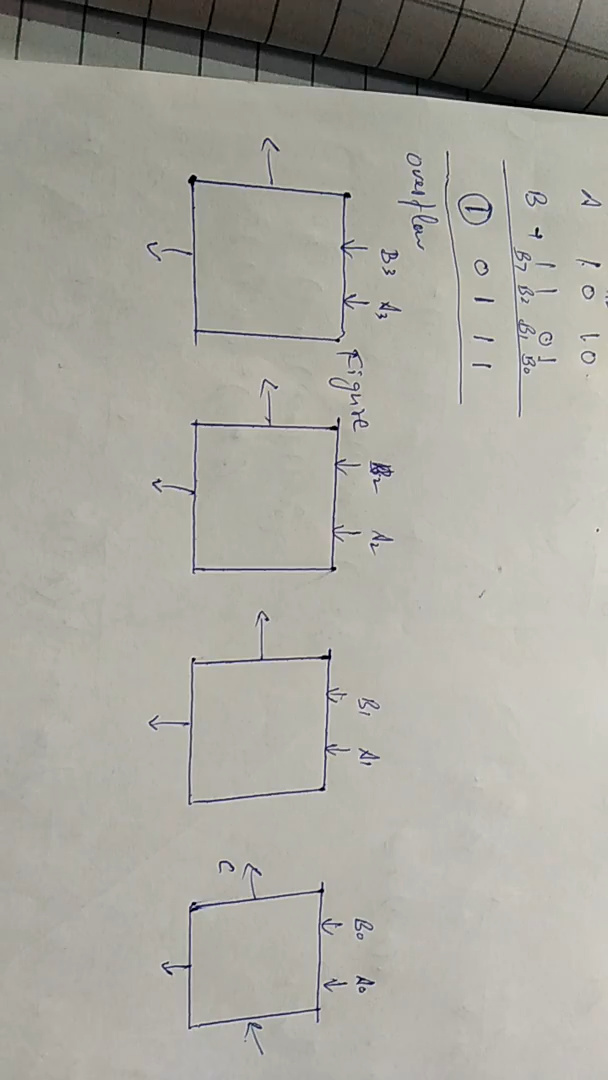 A 1 0 1 0
B + 1 1 0 1
B3 B2 B1 B0
1 0 1 1 1
overflow
Figure
B3 A3 B2 A2 B1 A1 B0 A0
C